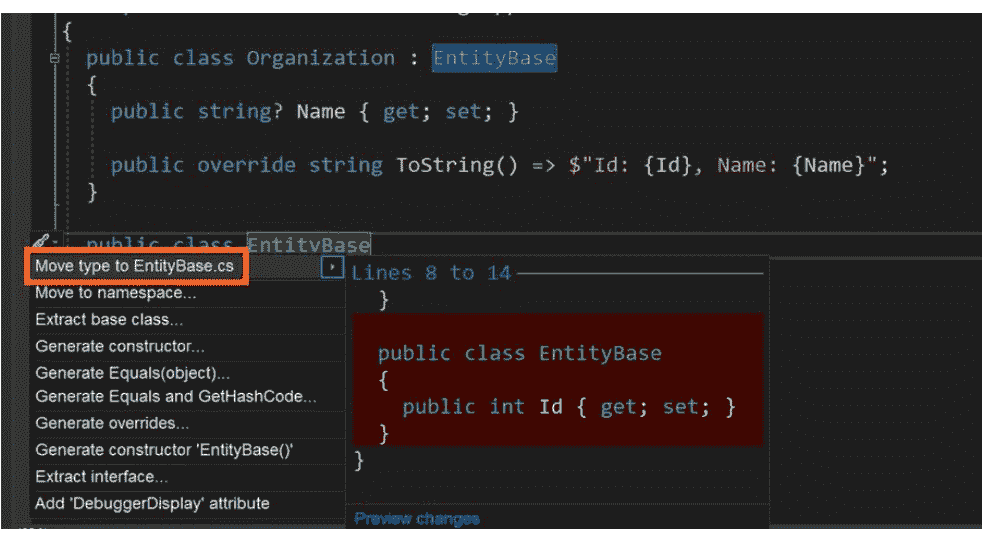 {
public class Organization : EntityBase
{
public string? Name { get; set; }
public override string ToString() => $"Id: {Id}, Name: {Name}";
}
public class EntityBase
Move type to EntityBase.cs
Move to namespace...
Extract base class...
Generate constructor...
Generate Equals(object)...
Generate Equals and GetHashCode...
Generate overrides...
Generate constructor 'EntityBase()'
Extract interface...
Add 'DebuggerDisplay' attribute
Lines 8 to 14
}
public class EntityBase
{
public int Id { get; set; }
}
}
Preview changes